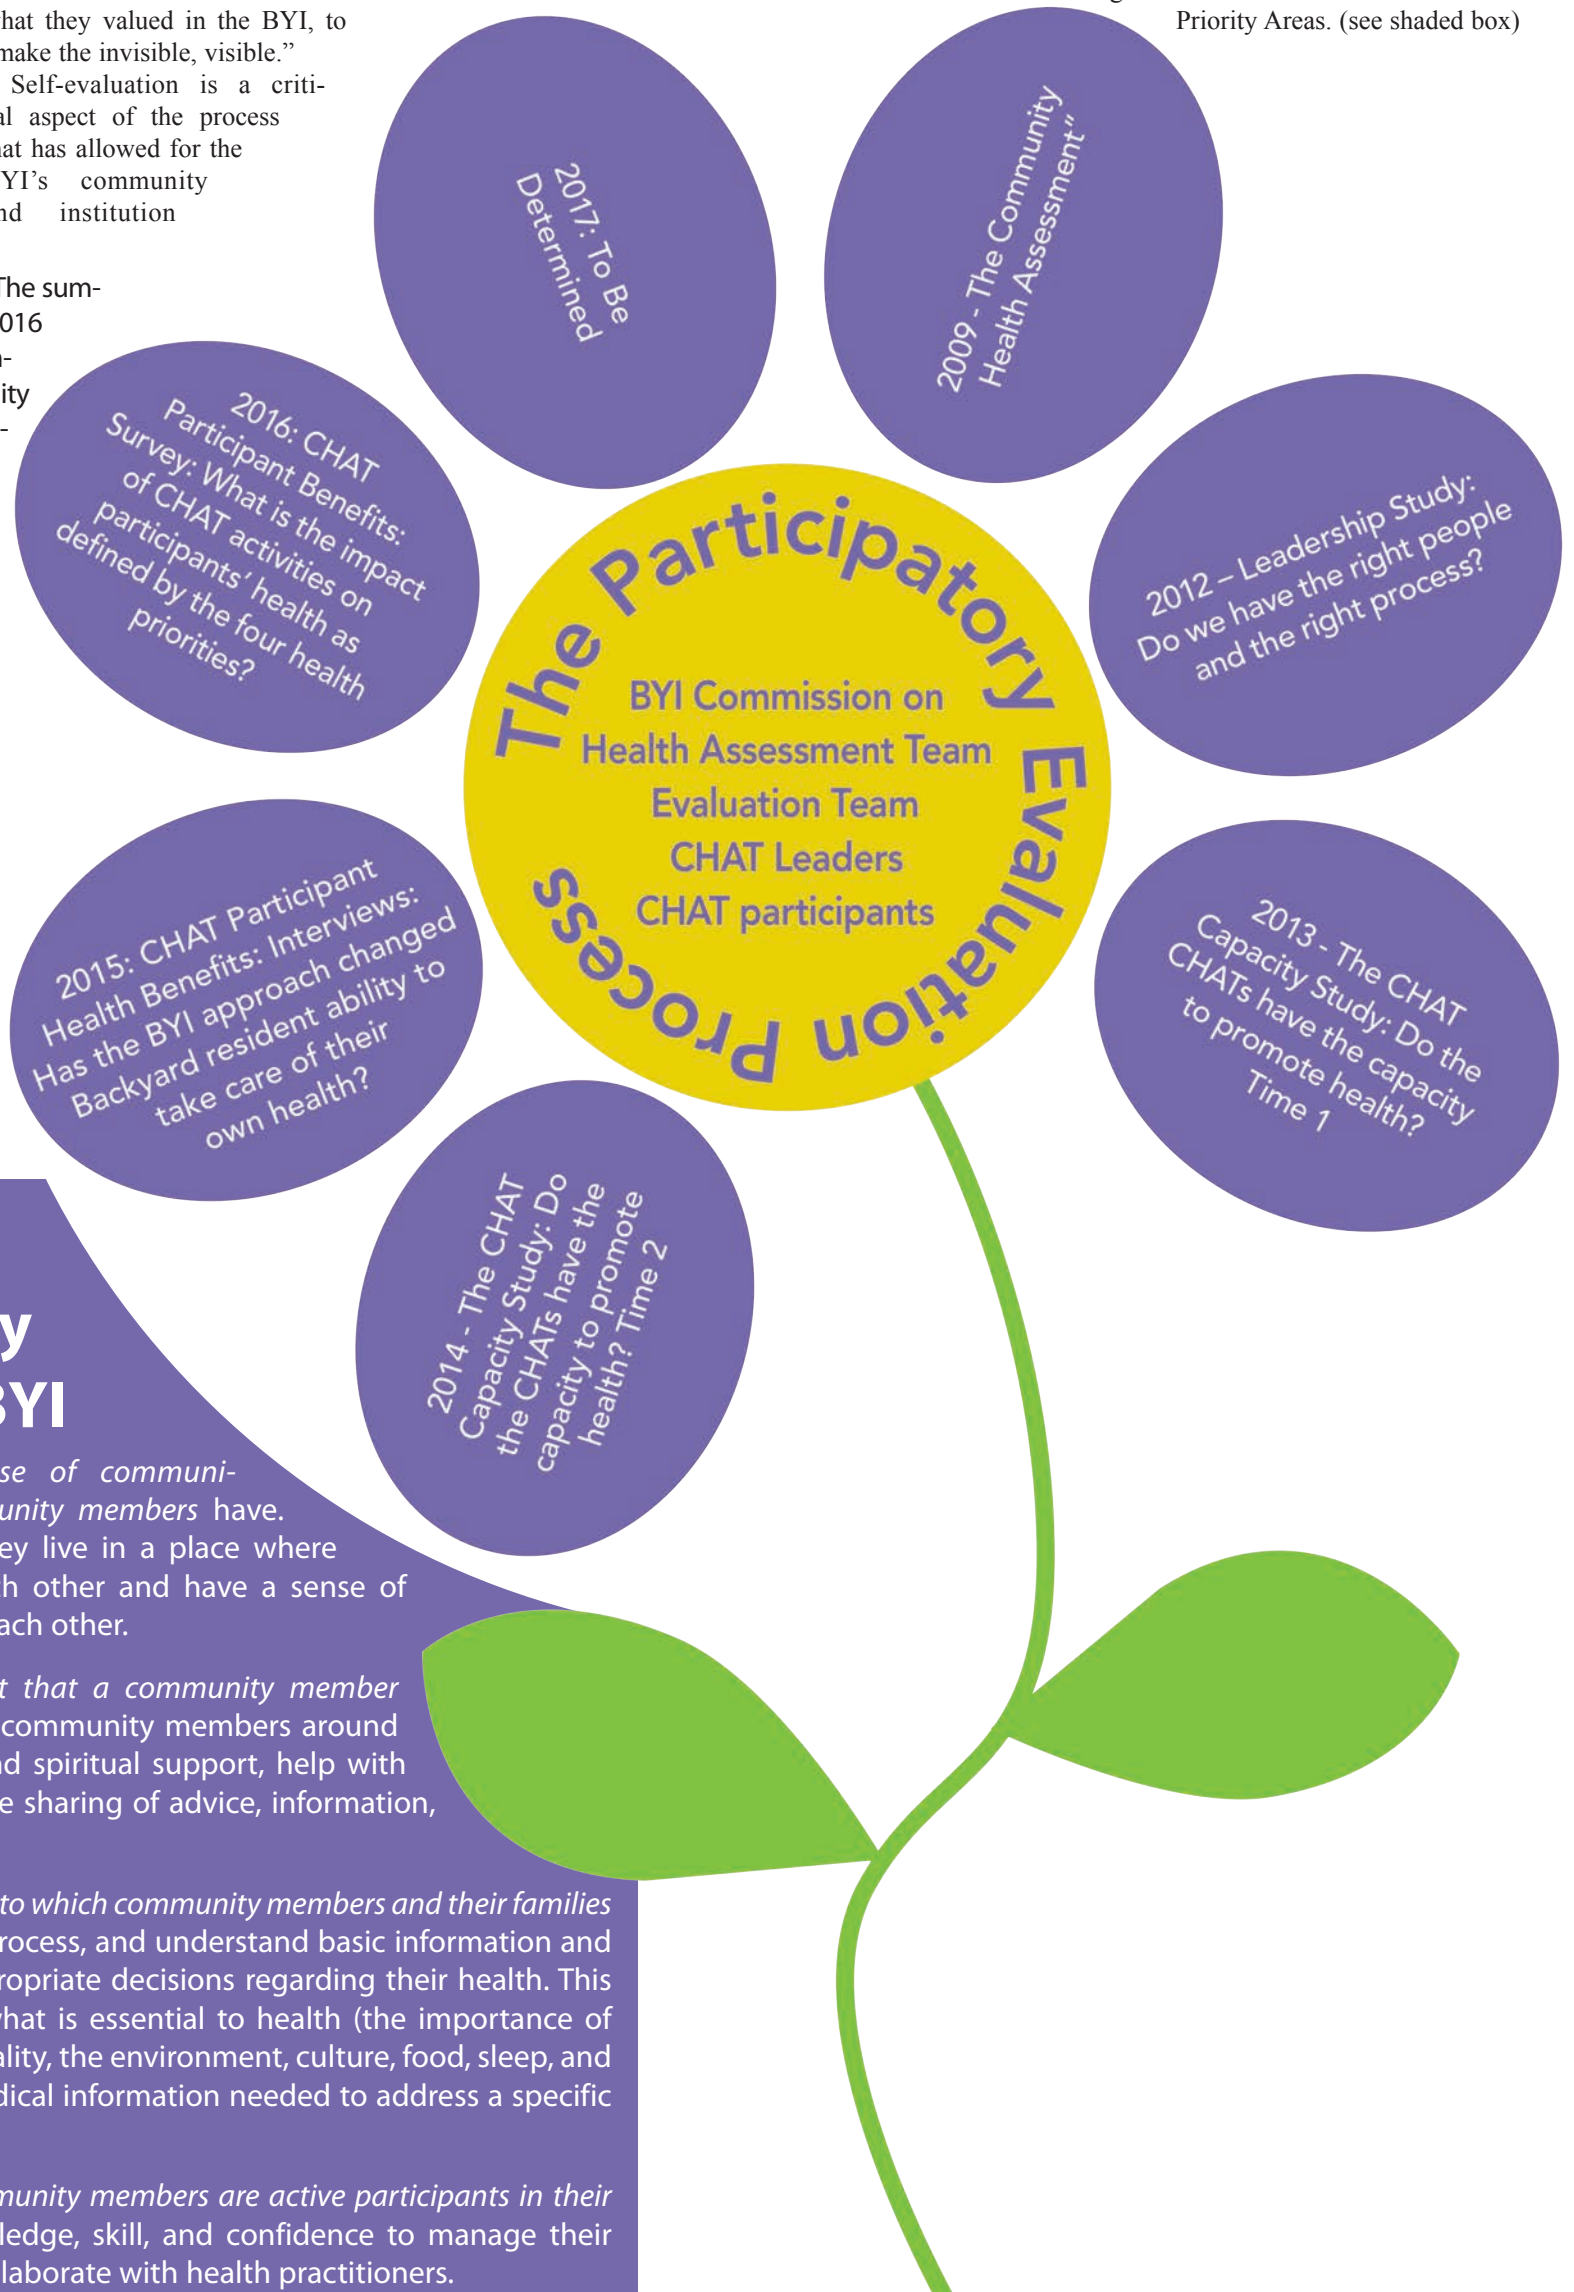 hat they valued in the BYI, to
make the invisible, visible.”
Self-evaluation is a criti-
al aspect of the process
hat has allowed for the
YI’s community
nd institution
Priority Areas. (see shaded box)
The sum-
016
-
ity
-
2017: To Be
Determined
2009 - The Community
Health Assessment”
2012 – Leadership Study:
Do we have the right people
and the right process?
2013 - The CHAT
Capacity Study: Do the
CHATs have the capacity
to promote health?
Time 1
2014 - The CHAT
Capacity Study: Do
the CHATs have the
capacity to promote
health? Time 2
2015: CHAT Participant
Health Benefits: Interviews:
Has the BYI approach changed
Backyard resident ability to
take care of their
own health?
2016: CHAT
Participant Benefits:
Survey: What is the impact
of CHAT activities on
participants’ health as
defined by the four health
priorities?
The Participatory Evaluation Process
BYI Commission on
Health Assessment Team
Evaluation Team
CHAT Leaders
CHAT participants
y
BYI
se of communi-
unity members have.
ey live in a place where
th other and have a sense of
ach other.
t that a community member
community members around
nd spiritual support, help with
e sharing of advice, information,
to which community members and their families
rocess, and understand basic information and
ropriate decisions regarding their health. This
what is essential to health (the importance of
ality, the environment, culture, food, sleep, and
dical information needed to address a specific
munity members are active participants in their
ledge, skill, and confidence to manage their
llaborate with health practitioners.